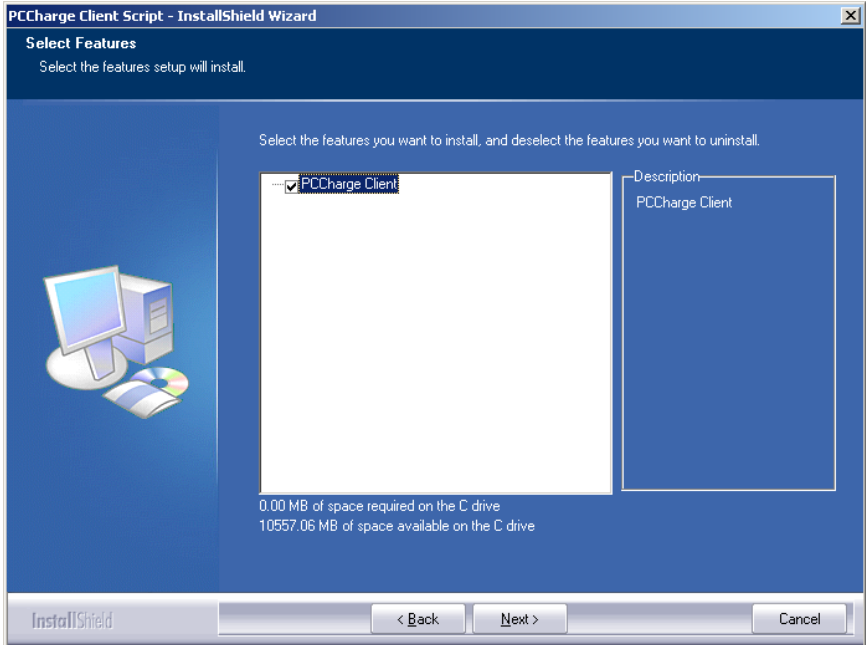 PCCharge Client Script - InstallShield Wizard
Select Features
Select the features setup will install.
Select the features you want to install, and deselect the features you want to uninstall.
PCCharge Client
Description
PCCharge Client
0.00 MB of space required on the C drive
10557.06 MB of space available on the C drive
InstallShield
< Back
Next >
Cancel